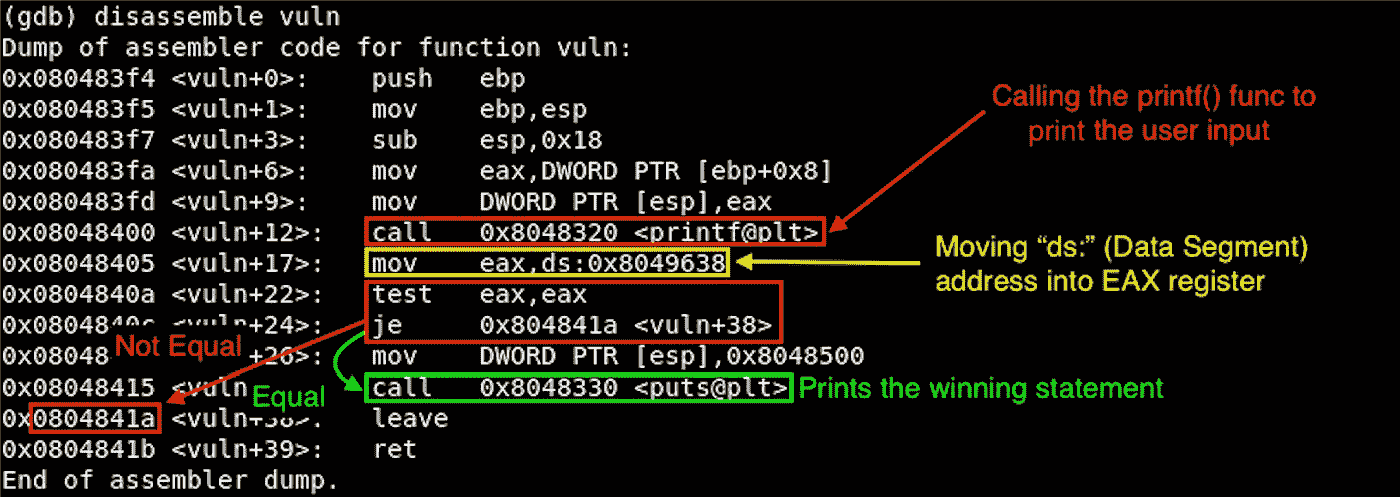 (gdb) disassemble vuln
Dump of assembler code for function vuln:
0x080483f4 <vuln+0>: push ebp
0x080483f5 <vuln+1>: mov ebp,esp
0x080483f7 <vuln+3>: sub esp,0x18
0x080483fa <vuln+6>: mov eax,DWORD PTR [ebp+0x8]
0x080483fd <vuln+9>: mov DWORD PTR [esp],eax
0x08048400 <vuln+12>: call 0x8048320 <printf@plt>
0x08048405 <vuln+17>: mov eax,ds:0x8049638
0x0804840a <vuln+22>: test eax,eax
<vuln+24>: je 0x804841a <vuln+38>
0x08048 +26>: mov DWORD PTR [esp],0x8048500
0x08048415 <vuln call 0x8048330 <puts@plt>
0x0804841a <vuln+38>: leave
0x0804841b <vuln+39>: ret
End of assembler dump.
Calling the printf() func to
print the user input
Moving “ds:” (Data Segment)
address into EAX register
Not Equal
Equal
Prints the winning statement